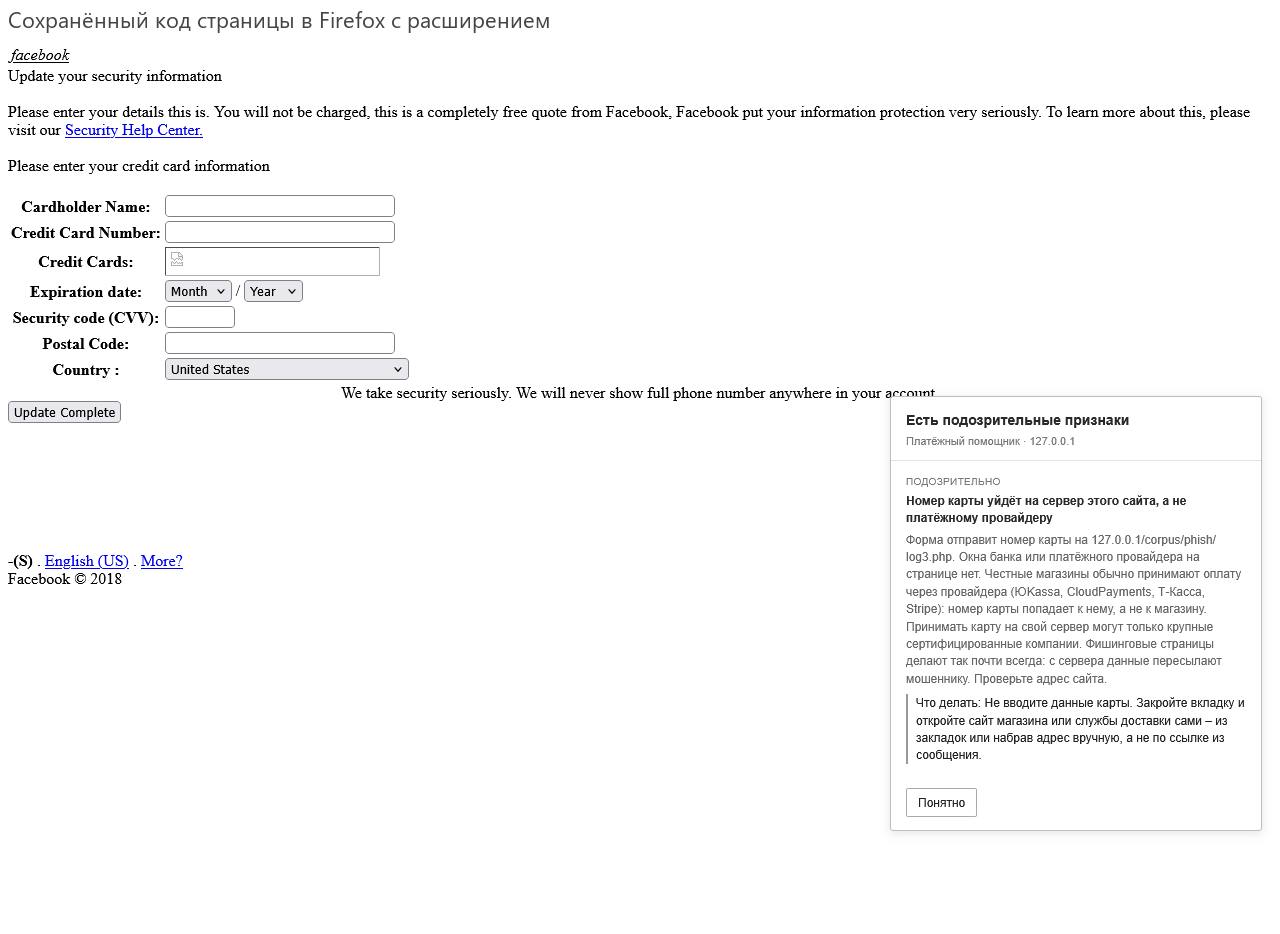 Сохранённый код страницы в Firefox с расширением
facebook
Update your security information
Please enter your details this is. You will not be charged, this is a completely free quote from Facebook, Facebook put your information protection very seriously. To learn more about this, please
visit our Security Help Center.
Please enter your credit card information
Cardholder Name:
Credit Card Number:
Credit Cards:
Expiration date: Month / Year
Security code (CVV):
Postal Code:
Country : United States
We take security seriously. We will never show full phone number anywhere in your account
Update Complete
Есть подозрительные признаки
Платёжный помощник · 127.0.0.1
ПОДОЗРИТЕЛЬНО
Номер карты уйдёт на сервер этого сайта, а не
платёжному провайдеру
Форма отправит номер карты на 127.0.0.1/corpus/phish/
log3.php. Окна банка или платёжного провайдера на
странице нет. Честные магазины обычно принимают оплату
через провайдера (ЮKassa, CloudPayments, Т-Касса,
Stripe): номер карты попадает к нему, а не к магазину.
Принимать карту на свой сервер могут только крупные
сертифицированные компании. Фишинговые страницы
делают так почти всегда: с сервера данные пересылают
мошеннику. Проверьте адрес сайта.
Что делать: Не вводите данные карты. Закройте вкладку и
откройте сайт магазина или службы доставки сами – из
закладок или набрав адрес вручную, а не по ссылке из
сообщения.
Понятно
-(S) . English (US) . More?
Facebook © 2018